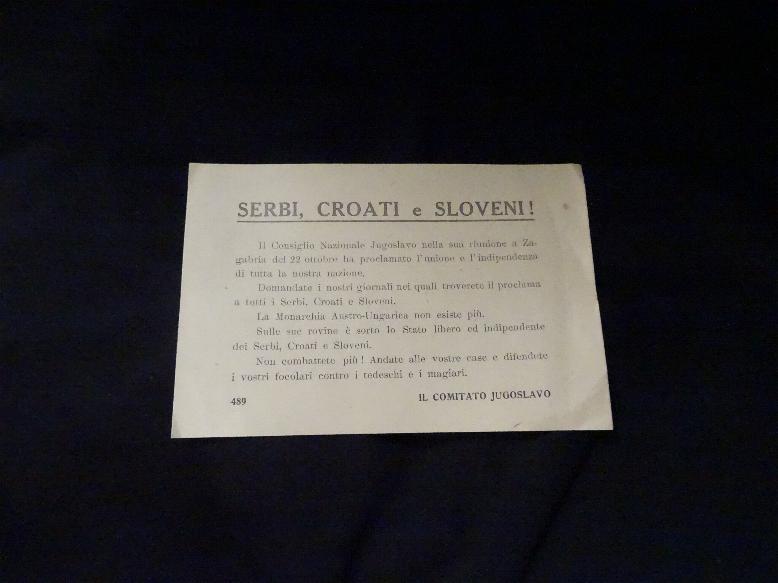 SERBI, CROATI e SLOVENI!
Il Consiglio Nazionale Jugoslavo nella sua riunione a Za-
gabria del 22 ottobre ha proclamato l'unione e l'indipendenza
di tutta la nostra nazione.
Domandate i nostri giornali nei quali troverete il proclama
a tutti i Serbi, Croati e Sloveni.
La Monarchia Austro-Ungarica non esiste più.
Sulle sue rovine è sorto lo Stato libero ed indipendente
dei Serbi, Croati e Sloveni.
Non combattete più! Andate alle vostre case e difendete
i vostri focolari contro i tedeschi e i magiari.
489 IL COMITATO JUGOSLAVO